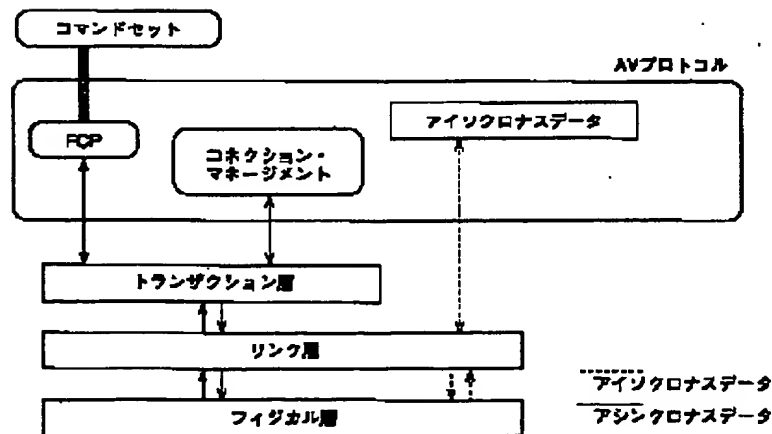 コマンドセット
AVプロトコル
FCP
アイソクロナスデータ
コネクション・
マネージメント
トランザクション層
リンク層
フィジカル層
アイソクロナスデータ
アシンクロナスデータ